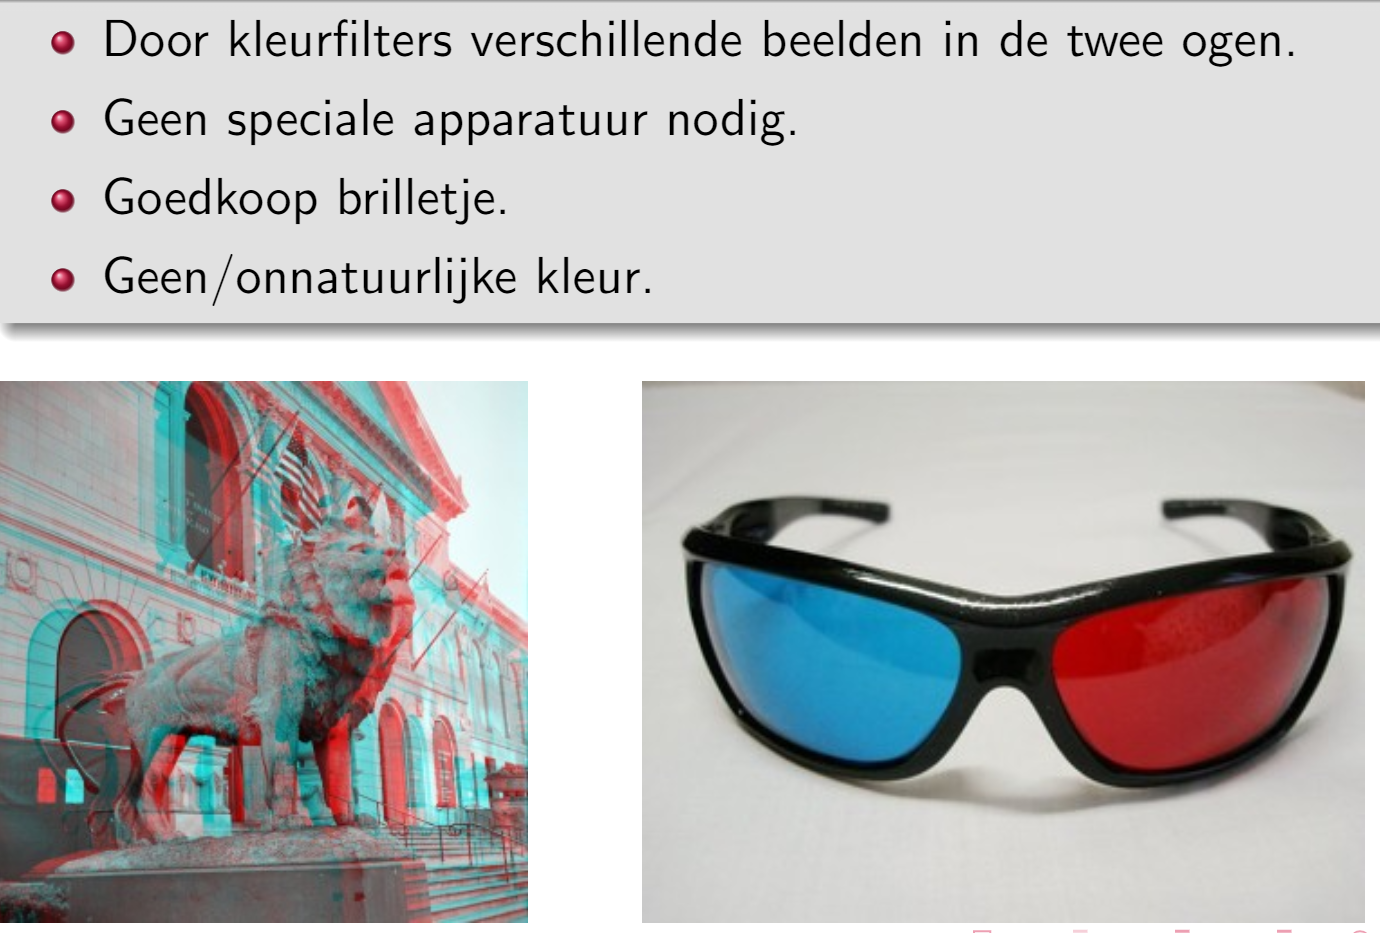 Door kleurfilters verschillende beelden in de twee ogen.
Geen speciale apparatuur nodig.
Goedkoop brilletje.
Geen/onnatuurlijke kleur.